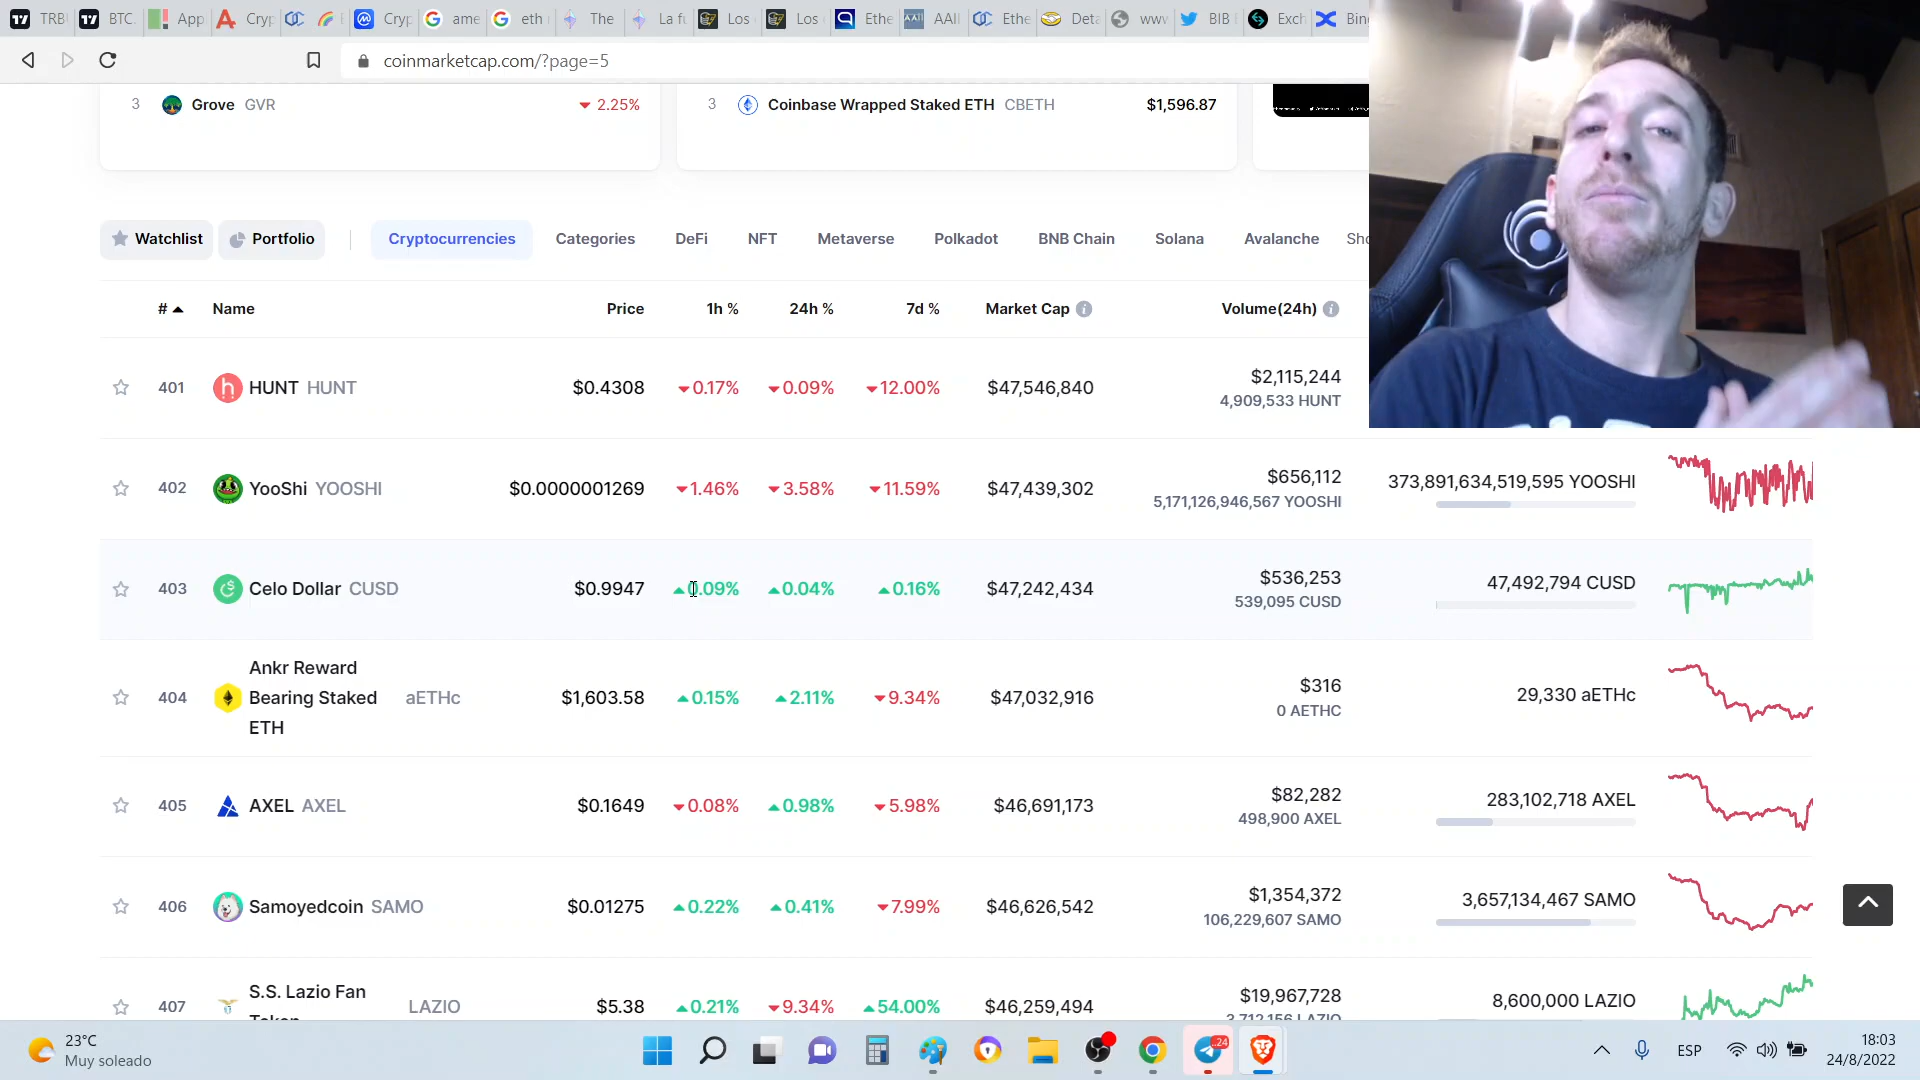 TRBI
BTC.
App
Cryp
Cryp
ame
eth
The
La fu
Los
Los
Ethe
AAII
AAII
Ethe
Deta
www
BIB
Exch
Bin
coinmarketcap.com/?page=5
3 Grove GVR 2.25%
3 Coinbase Wrapped Staked ETH CBETH $1,596.87
Watchlist Portfolio Cryptocurrencies Categories DeFi NFT Metaverse Polkadot BNB Chain Solana Avalanche Sho
# Name Price 1h % 24h % 7d % Market Cap Volume(24h)
401 HUNT HUNT $0.4308 0.17% 0.09% 12.00% $47,546,840 $2,115,244
4,909,533 HUNT
402 YooShi YOOSHI $0.0000001269 1.46% 3.58% 11.59% $47,439,302 $656,112 373,891,634,519,595 YOOSHI
5,171,126,946,567 YOOSHI
403 Celo Dollar CUSD $0.9947 0.09% 0.04% 0.16% $47,242,434 $536,253 47,492,794 CUSD
539,095 CUSD
Ankr Reward
404 Bearing Staked aETHc $1,603.58 0.15% 2.11% 9.34% $47,032,916 $316 29,330 aETHc
ETH 0 AETHC
405 AXEL AXEL $0.1649 0.08% 0.98% 5.98% $46,691,173 $82,282 283,102,718 AXEL
498,900 AXEL
406 Samoyedcoin SAMO $0.01275 0.22% 0.41% 7.99% $46,626,542 $1,354,372 3,657,134,467 SAMO
106,229,607 SAMO
407 S.S. Lazio Fan LAZIO $5.38 0.21% 9.34% 54.00% $46,259,494 $19,967,728 8,600,000 LAZIO
Token 3,712,156 LAZIO
23°C
Muy soleado
24
ESP
18:03
24/8/2022